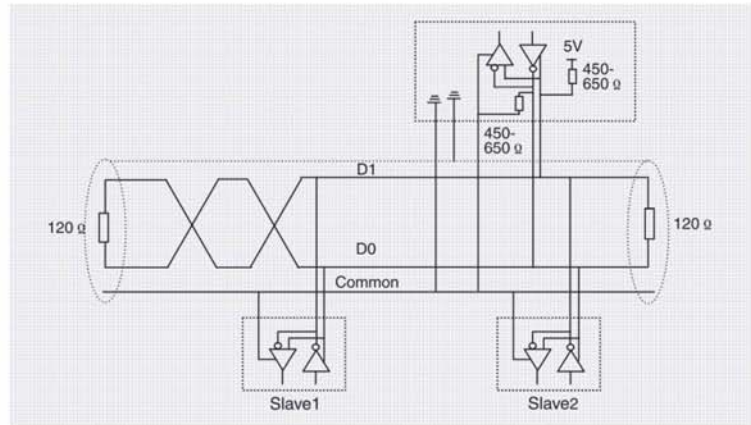 5V
450-
650 Ω
450-
650 Ω
D1
120 Ω
120 Ω
D0
Common
Slave1
Slave2